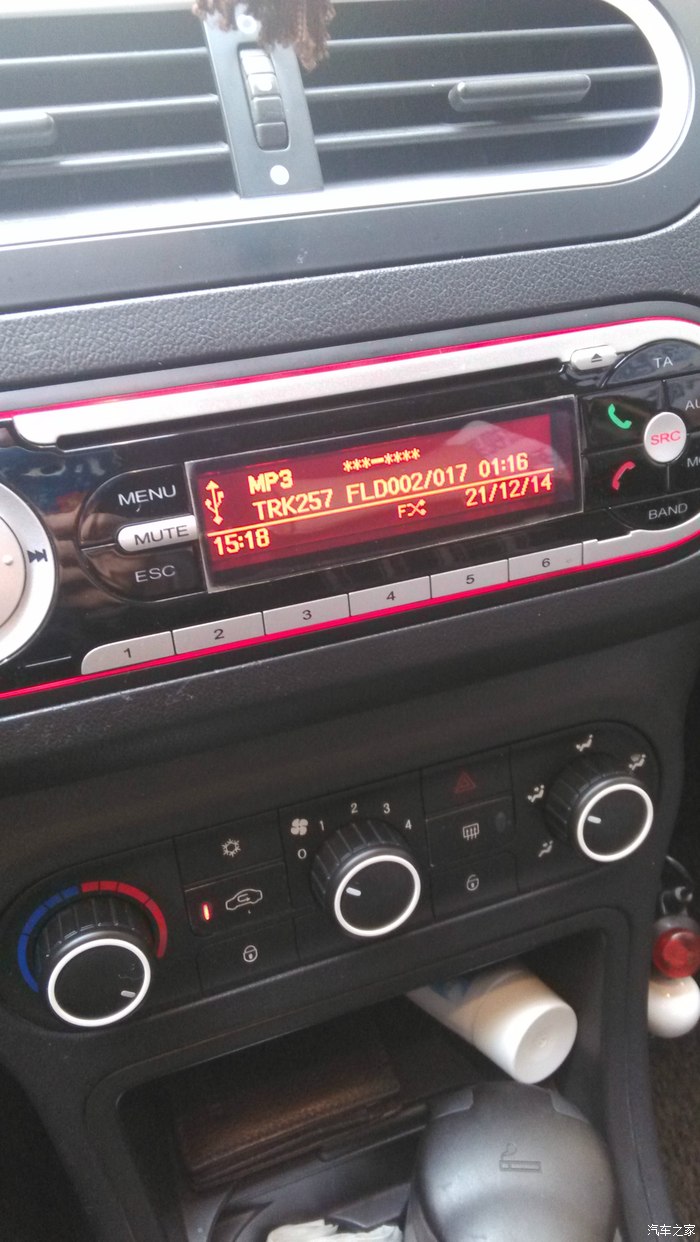 TA
SRC
BAND
MENU
MUTE
ESC
MP3 ***-****
TRK257 FLD002/017 01:16
15:18 FX 21/12/14
1 2 3 4 5 6
0 1 2 3 4
汽车之家